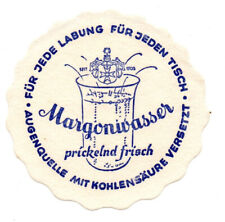 FÜR JEDE LABUNG FÜR JEDEN TISCH
Margonwasser
prickelnd frisch
AUGENQUELLE MIT KOHLENSÄURE VERSETZT